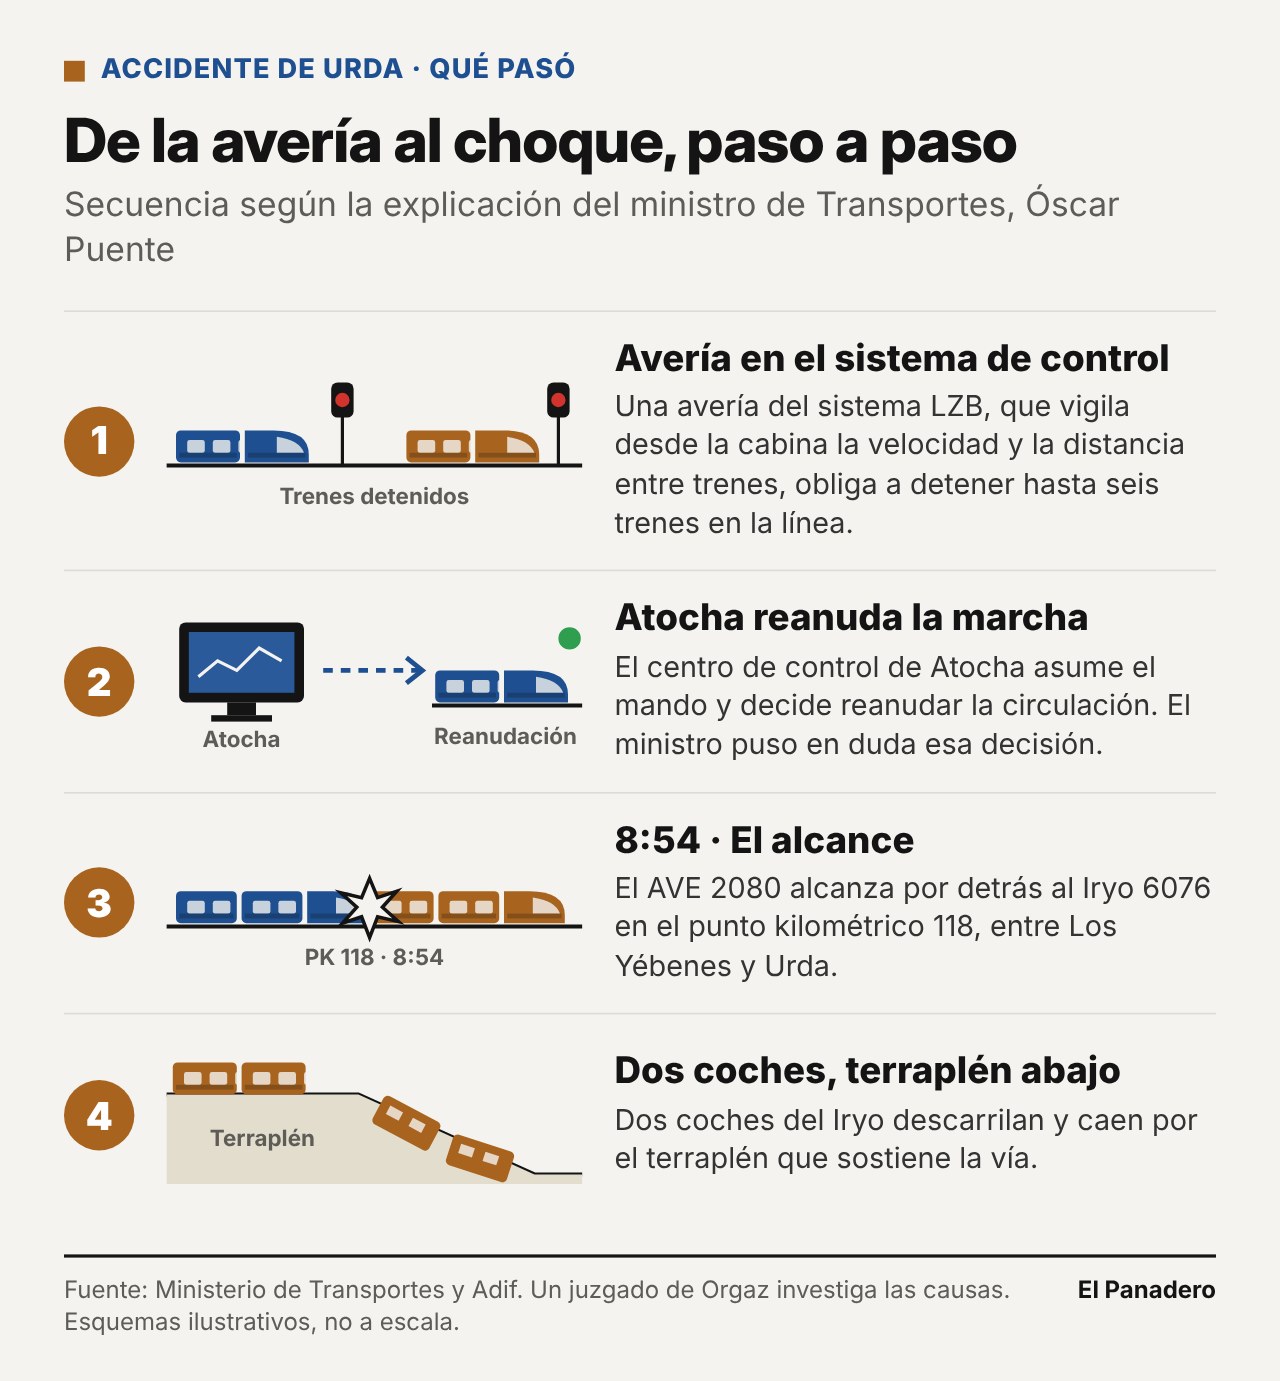 ACCIDENTE DE URDA · QUÉ PASÓ
De la avería al choque, paso a paso
Secuencia según la explicación del ministro de Transportes, Óscar
Puente
1
Trenes detenidos
Avería en el sistema de control
Una avería del sistema LZB, que vigila
desde la cabina la velocidad y la distancia
entre trenes, obliga a detener hasta seis
trenes en la línea.
2
Atocha
Reanudación
Atocha reanuda la marcha
El centro de control de Atocha asume el
mando y decide reanudar la circulación. El
ministro puso en duda esa decisión.
3
PK 118 · 8:54
8:54 · El alcance
El AVE 2080 alcanza por detrás al Iryo 6076
en el punto kilométrico 118, entre Los
Yébenes y Urda.
4
Terraplén
Dos coches, terraplén abajo
Dos coches del Iryo descarrilan y caen por
el terraplén que sostiene la vía.
Fuente: Ministerio de Transportes y Adif. Un juzgado de Orgaz investiga las causas.
Esquemas ilustrativos, no a escala.
El Panadero